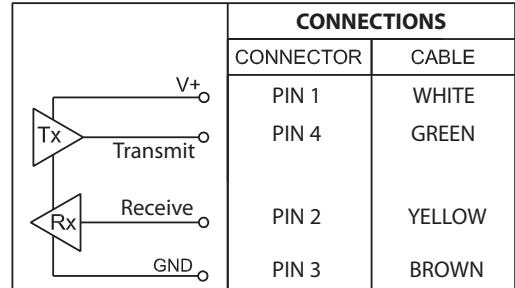 CONNECTIONS
CONNECTOR CABLE
V+ PIN 1 WHITE
Tx Transmit PIN 4 GREEN
Rx Receive PIN 2 YELLOW
GND PIN 3 BROWN